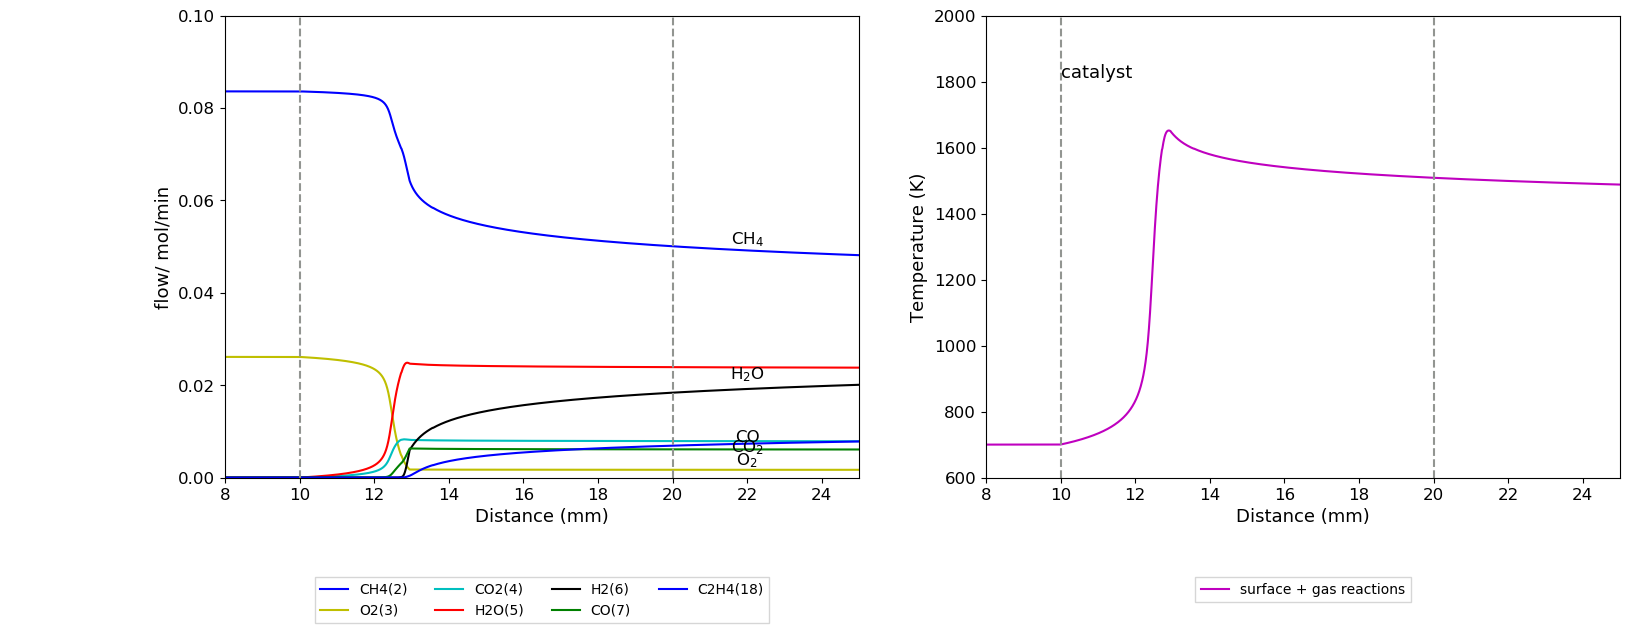 0.10
0.08
0.06
0.04
0.02
0.00
flow/ mol/min
CH4
H2O
CO
CO2
O2
8 10 12 14 16 18 20 22 24
Distance (mm)
CH4(2) CO2(4) H2(6) C2H4(18)
O2(3) H2O(5) CO(7)
2000
1800
1600
1400
1200
1000
800
600
Temperature (K)
catalyst
8 10 12 14 16 18 20 22 24
Distance (mm)
surface + gas reactions